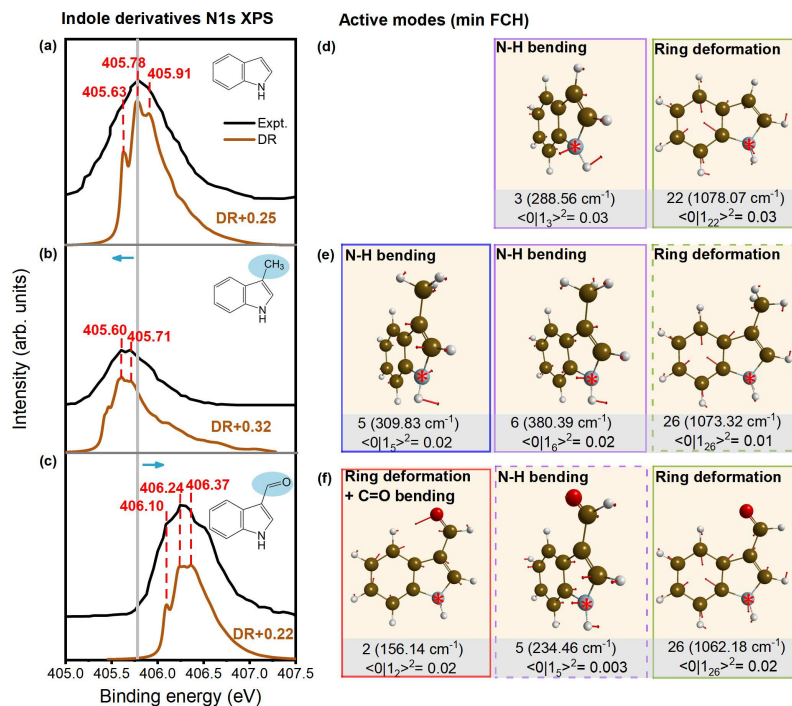 Indole derivatives N1s XPS
Active modes (min FCH)
(a)
405.78
405.63
405.91
N
H
Expt.
DR
DR+0.25
(b)
CH3
N
H
405.60
405.71
DR+0.32
(c)
O
N
H
406.24
406.37
406.10
DR+0.22
405.0 405.5 406.0 406.5 407.0 407.5
Binding energy (eV)
Intensity (arb. units)
(d)
N-H bending
3 (288.56 cm⁻¹)
<0|1₃>²= 0.03
Ring deformation
22 (1078.07 cm⁻¹)
<0|1₂₂>²= 0.03
(e)
N-H bending
5 (309.83 cm⁻¹)
<0|1₅>²= 0.02
N-H bending
6 (380.39 cm⁻¹)
<0|1₆>²= 0.02
Ring deformation
26 (1073.32 cm⁻¹)
<0|1₂₆>²= 0.01
(f)
Ring deformation
+ C=O bending
2 (156.14 cm⁻¹)
<0|1₂>²= 0.02
N-H bending
5 (234.46 cm⁻¹)
<0|1₅>²= 0.003
Ring deformation
26 (1062.18 cm⁻¹)
<0|1₂₆>²= 0.02